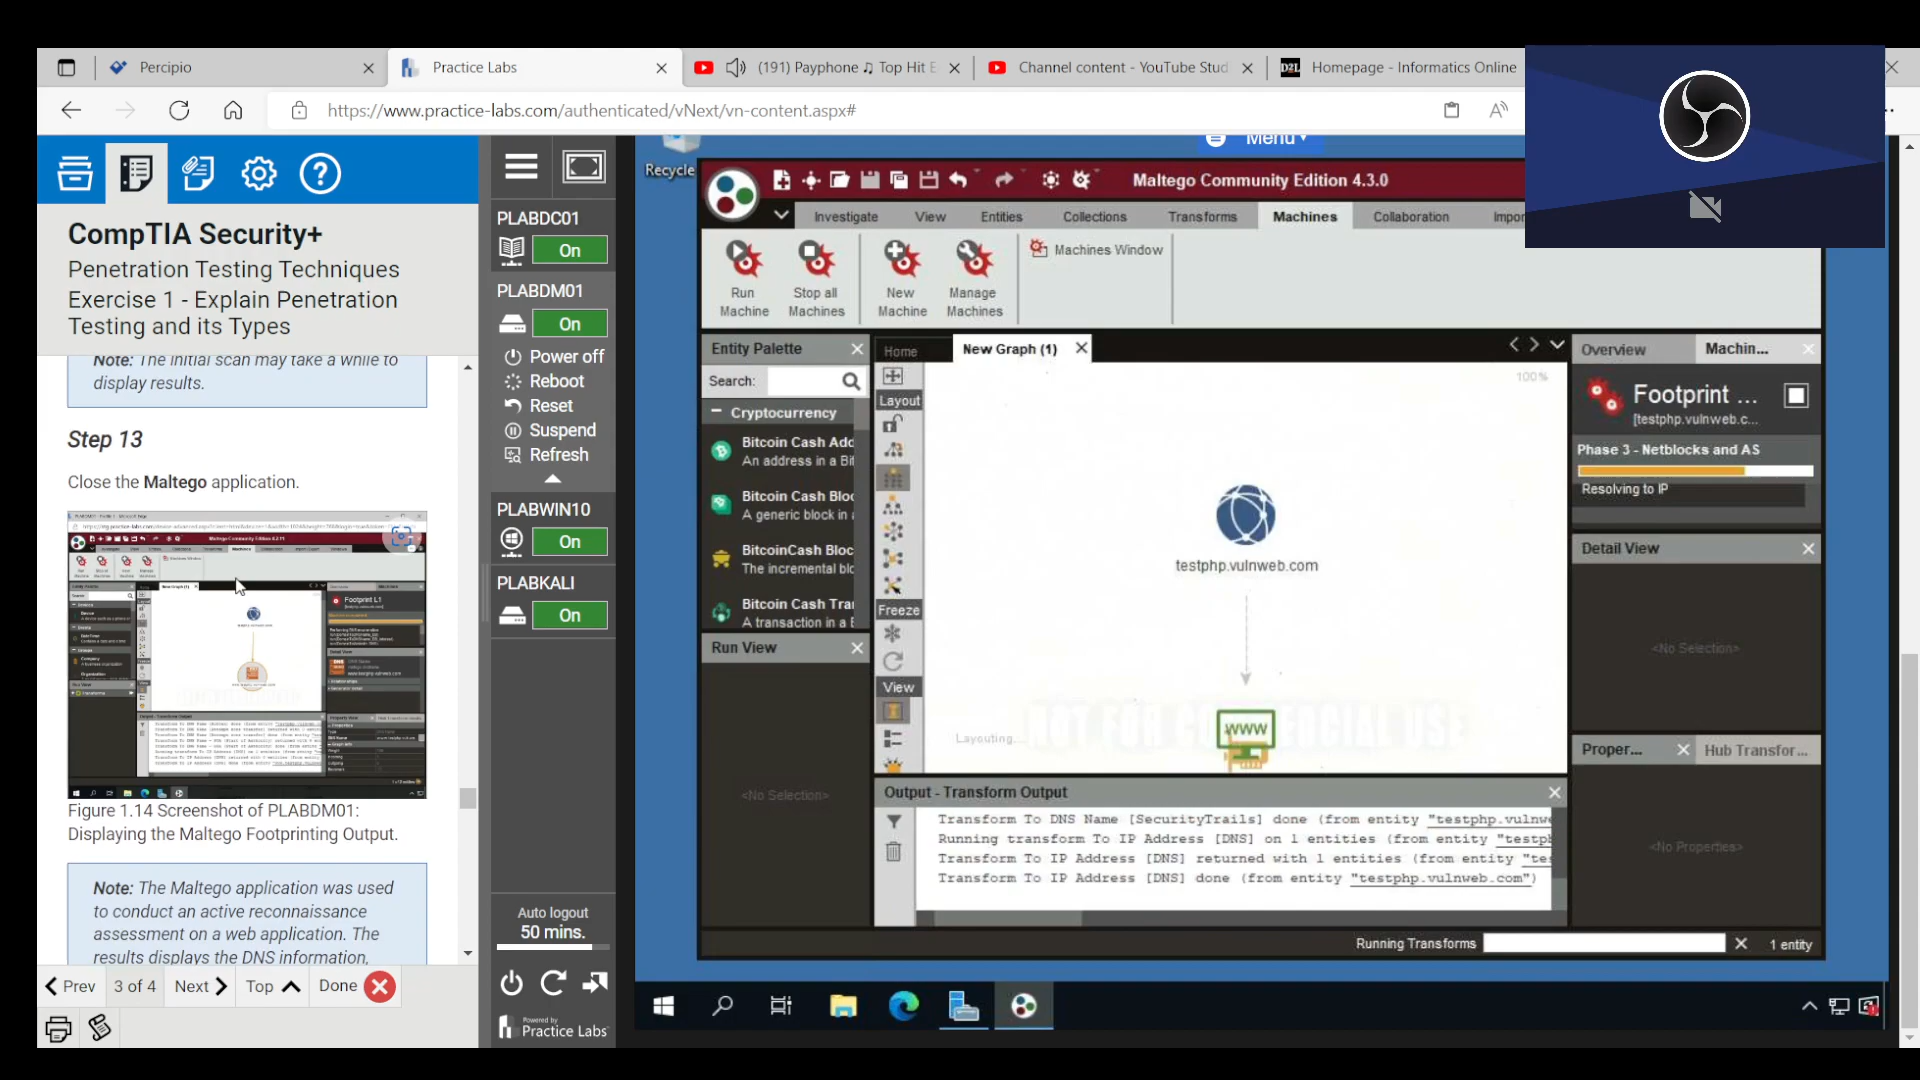 Percipio
Practice Labs
(191) Payphone ♫ Top Hit E
Channel content - YouTube Stud
D2L
Homepage - Informatics Online
https://www.practice-labs.com/authenticated/vNext/vn-content.aspx#
CompTIA Security+
Penetration Testing Techniques
Exercise 1 - Explain Penetration
Testing and its Types
Note: The initial scan may take a while to
display results.
Step 13
Close the Maltego application.
Figure 1.14 Screenshot of PLABDM01:
Displaying the Maltego Footprinting Output.
Note: The Maltego application was used
to conduct an active reconnaissance
assessment on a web application. The
results displays the DNS information,
Prev
3 of 4
Next
Top
Done
PLABDC01
On
PLABDM01
On
Power off
Reboot
Reset
Suspend
Refresh
PLABWIN10
On
PLABKALI
On
Auto logout
50 mins.
Powered by
Practice Labs
Recycle
Menu
Maltego Community Edition 4.3.0
Investigate
View
Entities
Collections
Transforms
Machines
Collaboration
Impor
Run
Machine
Stop all
Machines
New
Machine
Manage
Machines
Machines Window
Entity Palette
Search:
Cryptocurrency
Bitcoin Cash Add
An address in a Bit
Bitcoin Cash Bloc
A generic block in a
BitcoinCash Bloc
The incremental blo
Bitcoin Cash Tran
A transaction in a B
Run View
<No Selection>
Home
New Graph (1)
Layout
Freeze
View
100%
testphp.vulnweb.com
www
Layouting...
NOT FOR COMMERCIAL USE
Output - Transform Output
Transform To DNS Name [SecurityTrails] done (from entity "testphp.vulnwe
Running transform To IP Address [DNS] on 1 entities (from entity "testph
Transform To IP Address [DNS] returned with 1 entities (from entity "tes
Transform To IP Address [DNS] done (from entity "testphp.vulnweb.com")
Running Transforms
1 entity
Overview
Machin...
Footprint ...
[testphp.vulnweb.c...
Phase 3 - Netblocks and AS
Resolving to IP
Detail View
<No Selection>
Proper...
Hub Transfor...
<No Properties>